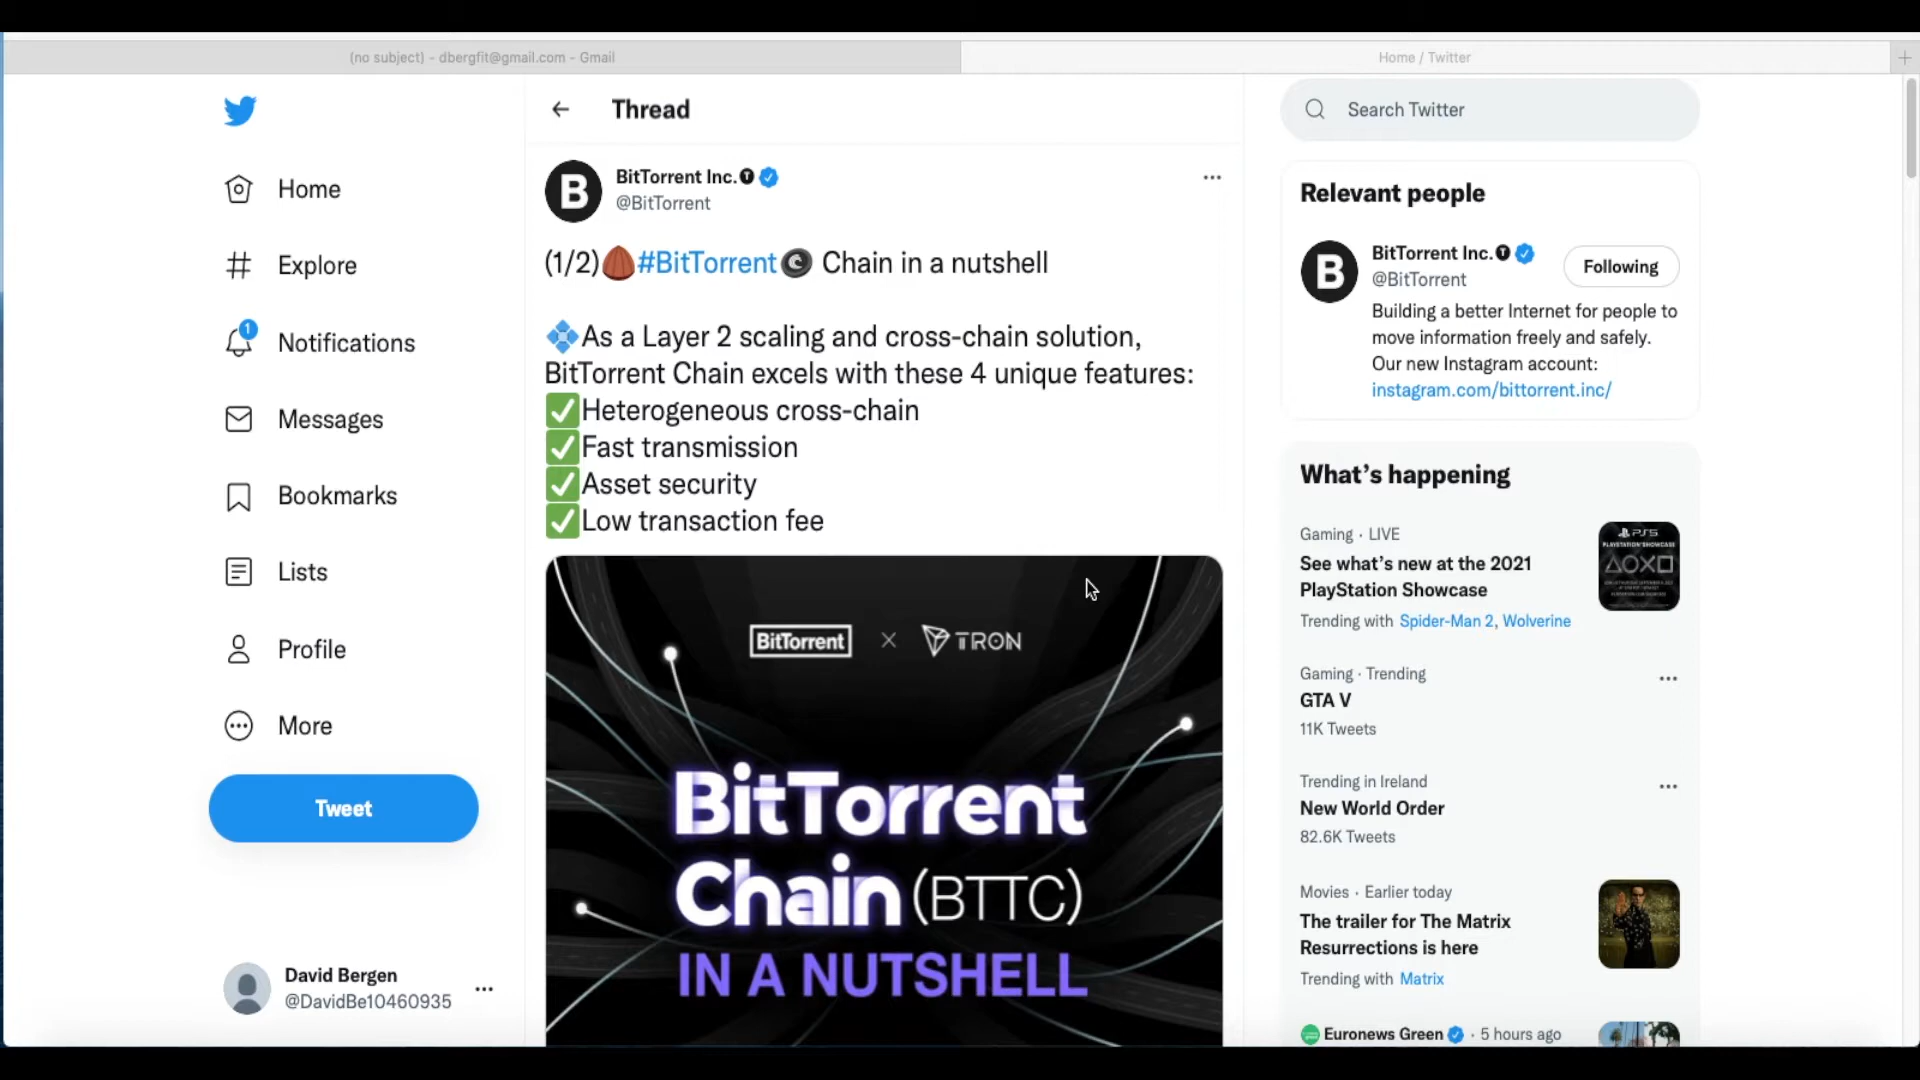 (no subject) - dbergfit@gmail.com - Gmail
Home / Twitter
Home
Explore
1
Notifications
Messages
Bookmarks
Lists
Profile
More
Tweet
David Bergen
@DavidBe10460935
Thread
BitTorrent Inc.
@BitTorrent
(1/2) #BitTorrent Chain in a nutshell
As a Layer 2 scaling and cross-chain solution,
BitTorrent Chain excels with these 4 unique features:
Heterogeneous cross-chain
Fast transmission
Asset security
Low transaction fee
BitTorrent × TRON
BitTorrent
Chain (BTTC)
IN A NUTSHELL
Search Twitter
Relevant people
BitTorrent Inc.
@BitTorrent
Following
Building a better Internet for people to
move information freely and safely.
Our new Instagram account:
instagram.com/bittorrent.inc/
What's happening
Gaming · LIVE
See what's new at the 2021
PlayStation Showcase
Trending with Spider-Man 2, Wolverine
PS5
PLAYSTATION SHOWCASE
Gaming · Trending
GTA V
11K Tweets
Trending in Ireland
New World Order
82.6K Tweets
Movies · Earlier today
The trailer for The Matrix
Resurrections is here
Trending with Matrix
Euronews Green · 5 hours ago